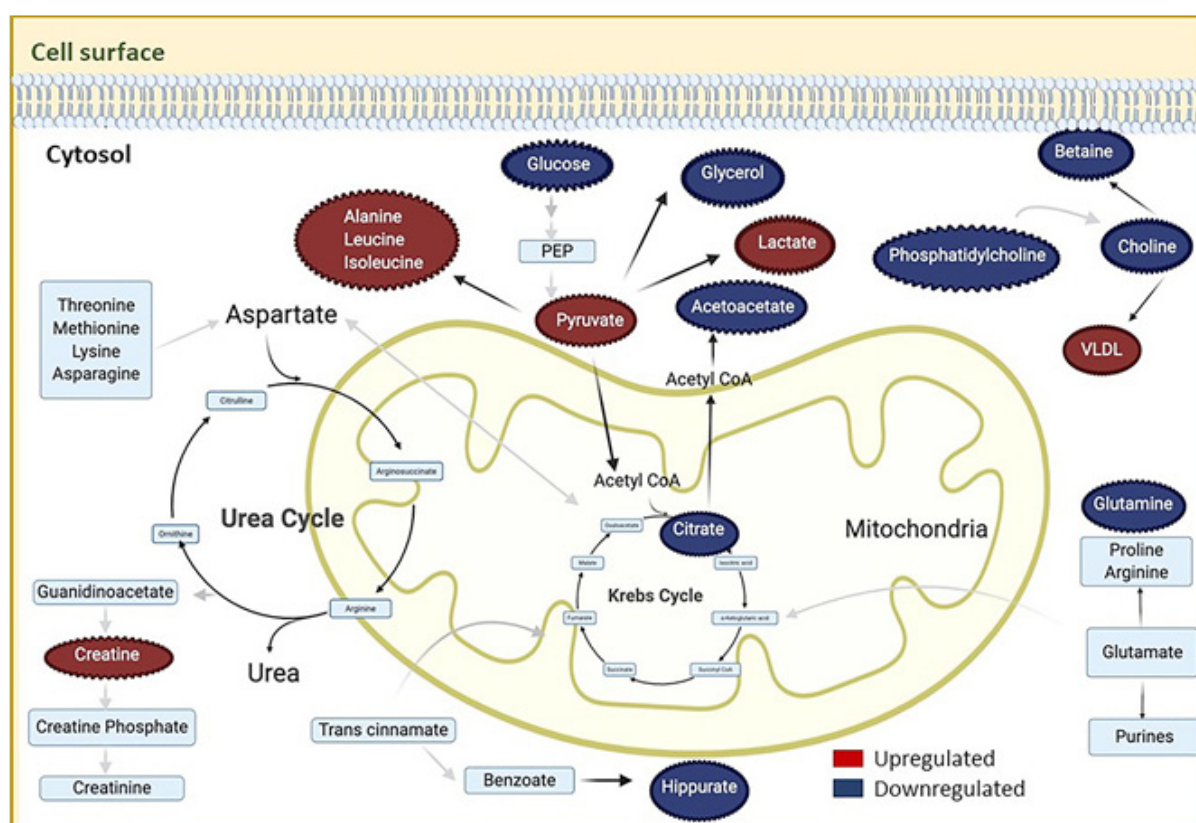 Cell surface
Cytosol
Glucose
Glycerol
Betaine
Alanine
Leucine
Isoleucine
Lactate
PEP
Phosphatidylcholine
Choline
Threonine
Methionine
Lysine
Asparagine
Aspartate
Pyruvate
Acetoacetate
VLDL
Acetyl CoA
Citrulline
Arginosuccinate
Acetyl CoA
Urea Cycle
Ornithine
Oxaloacetate
Citrate
Mitochondria
Glutamine
Proline
Arginine
Malate
Isocitric acid
Krebs Cycle
Guanidinoacetate
Arginine
Fumarate
α-Ketoglutaric acid
Creatine
Urea
Succinate
Succinyl CoA
Glutamate
Creatine Phosphate
Trans cinnamate
Purines
Upregulated
Creatinine
Benzoate
Hippurate
Downregulated